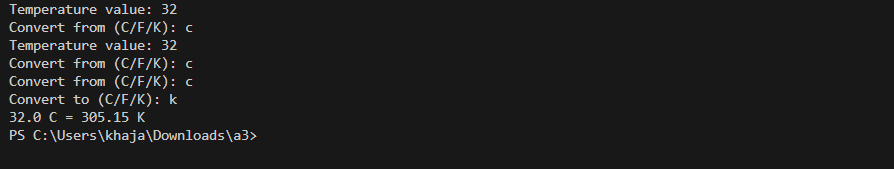 Temperature value: 32
Convert from (C/F/K): c
Temperature value: 32
Convert from (C/F/K): c
Convert from (C/F/K): c
Convert to (C/F/K): k
32.0 C = 305.15 K
PS C:\Users\khaja\Downloads\a3>